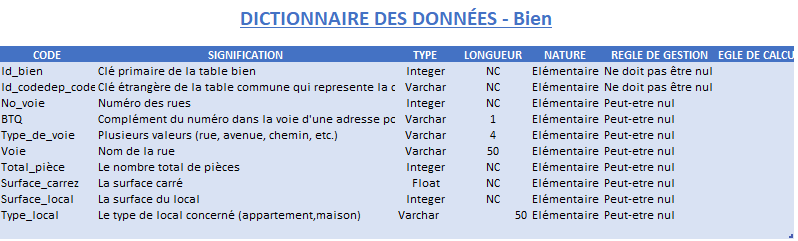 DICTIONNAIRE DES DONNÉES - Bien
CODE SIGNIFICATION TYPE LONGUEUR NATURE REGLE DE GESTION EGLE DE CALCU
Id_bien Clé primaire de la table bien Integer NC Elémentaire Ne doit pas être nul
Id_codedep_code Clé étrangère de la table commune qui represente la c Varchar NC Elémentaire Ne doit pas être nul
No_voie Numéro des rues Integer NC Elémentaire Peut-etre nul
BTQ Complément du numéro dans la voie d'une adresse po Varchar 1 Elémentaire Peut-etre nul
Type_de_voie Plusieurs valeurs (rue, avenue, chemin, etc.) Varchar 4 Elémentaire Peut-etre nul
Voie Nom de la rue Varchar 50 Elémentaire Peut-etre nul
Total_pièce Le nombre total de pièces Integer NC Elémentaire Peut-etre nul
Surface_carrez La surface carré Float NC Elémentaire Peut-etre nul
Surface_local La surface du local Integer NC Elémentaire Peut-etre nul
Type_local Le type de local concerné (appartement,maison) Varchar 50 Elémentaire Peut-etre nul